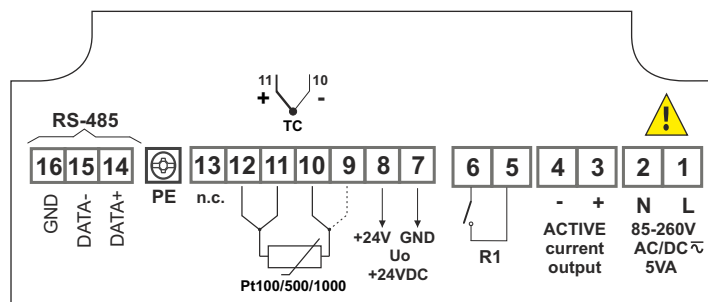 11 10
+ -
TC
RS-485
16 15 14
PE
13 12 11 10 9 8 7
6 5
4 3
2 1
GND
DATA-
DATA+
n.c.
+24V GND
Uo
+24VDC
Pt100/500/1000
R1
- +
ACTIVE
current
output
N L
85-260V
AC/DC
5VA